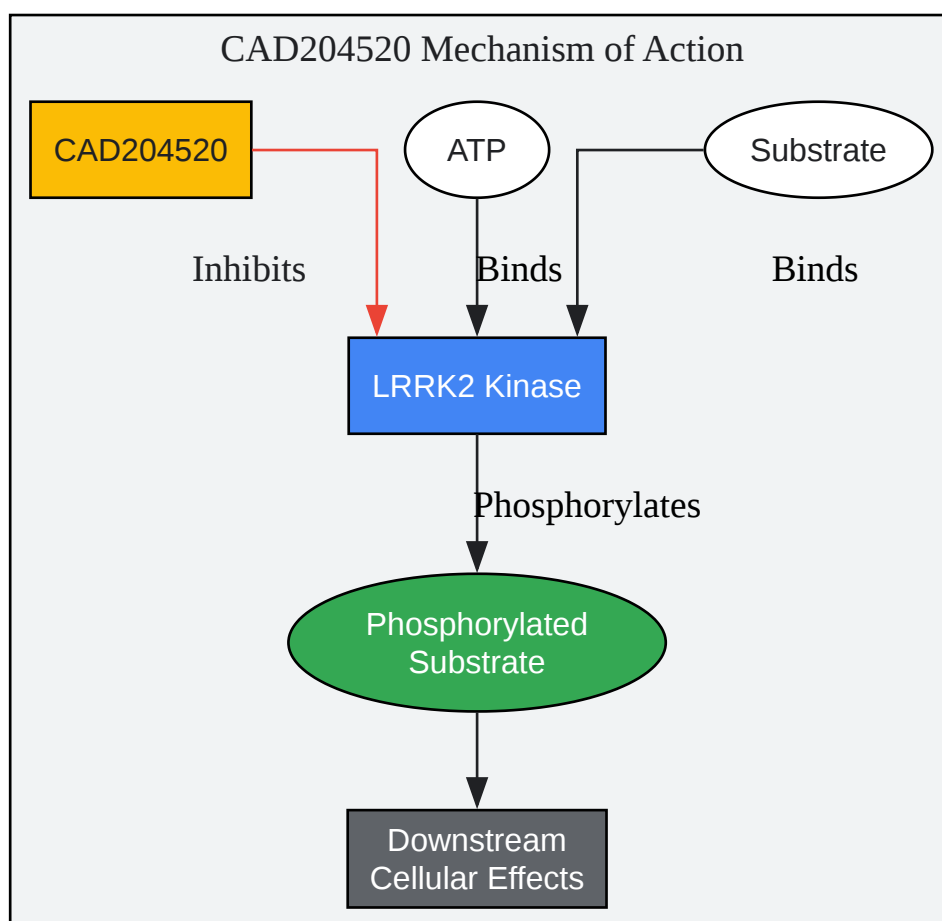 CAD204520 Mechanism of Action
CAD204520
ATP
Substrate
Inhibits
Binds
Binds
LRRK2 Kinase
Phosphorylates
Phosphorylated
Substrate
Downstream
Cellular Effects